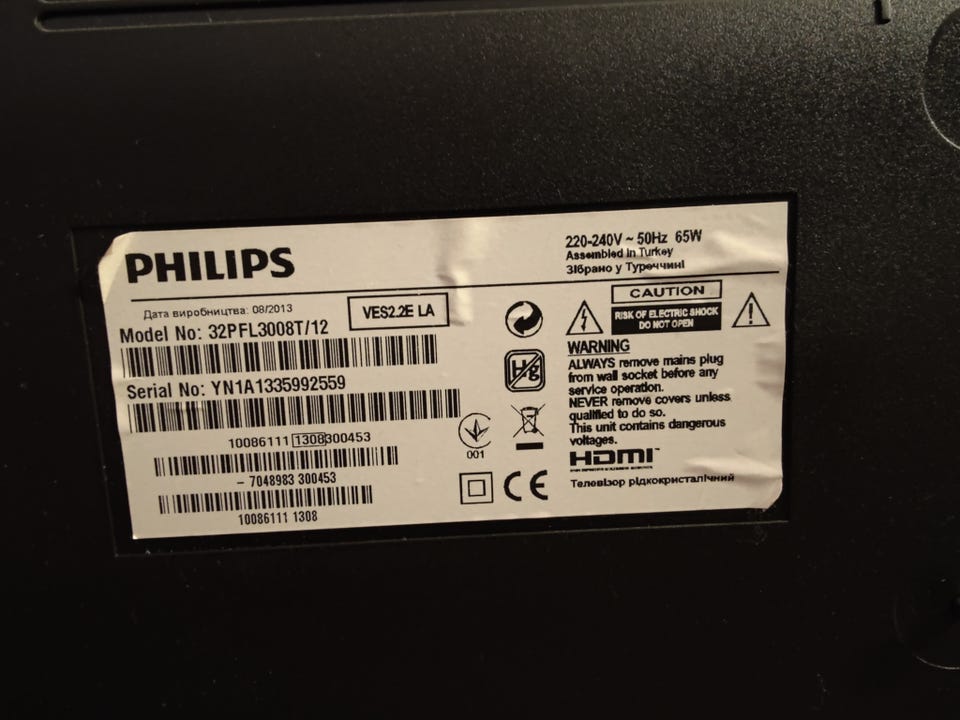 PHILIPS
220-240V ~ 50Hz 65W
Assembled in Turkey
Зібрано у Туреччині
Дата виробництва: 08/2013
VES2.2E LA
Model No: 32PFL3008T/12
Serial No: YN1A1335992559
10086111 1308300453
- 7048983 300453
10086111 1308
Hg
001
CE
CAUTION
RISK OF ELECTRIC SHOCK
DO NOT OPEN
WARNING
ALWAYS remove mains plug
from wall socket before any
service operation.
NEVER remove covers unless
qualified to do so.
This unit contains dangerous
voltages.
HDMI™
Телевізор рідкокристалічний